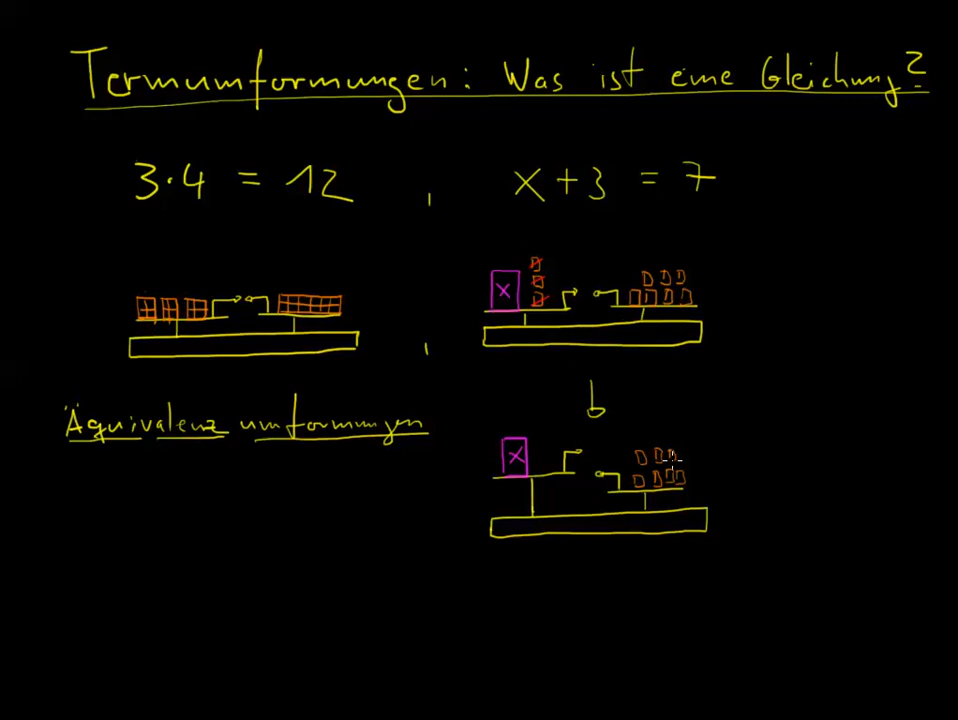 Termumformungen: Was ist eine Gleichung?
3·4 = 12 , x+3 = 7
x
,
Äquivalenzumformungen
x